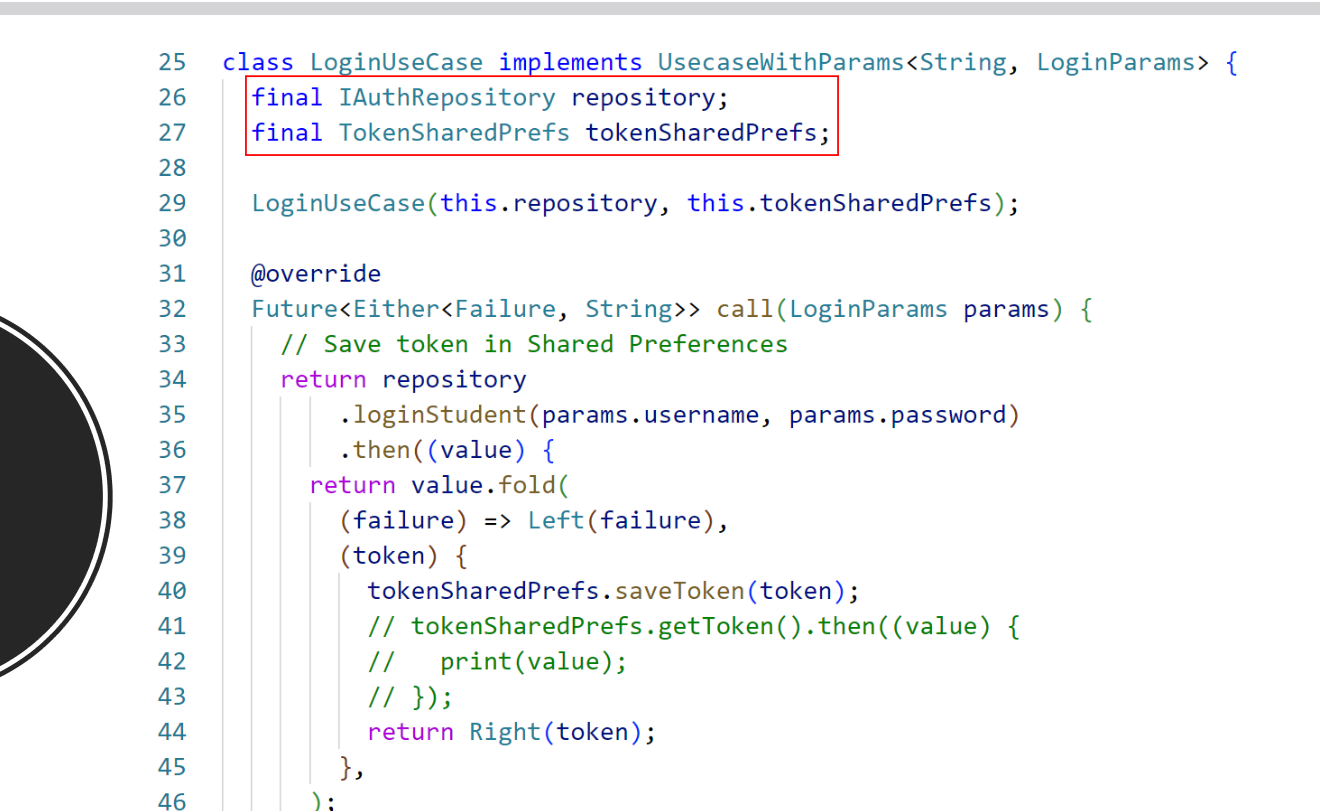 25 class LoginUseCase implements UsecaseWithParams<String, LoginParams> {
26   final IAuthRepository repository;
27   final TokenSharedPrefs tokenSharedPrefs;
28
29   LoginUseCase(this.repository, this.tokenSharedPrefs);
30
31   @override
32   Future<Either<Failure, String>> call(LoginParams params) {
33     // Save token in Shared Preferences
34     return repository
35         .loginStudent(params.username, params.password)
36         .then((value) {
37       return value.fold(
38         (failure) => Left(failure),
39         (token) {
40           tokenSharedPrefs.saveToken(token);
41           // tokenSharedPrefs.getToken().then((value) {
42           //   print(value);
43           // });
44           return Right(token);
45         },
46       );